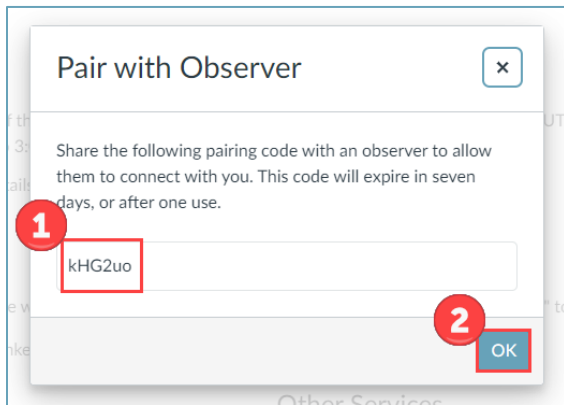 Pair with Observer
×
UT
Share the following pairing code with an observer to allow
them to connect with you. This code will expire in seven
days, or after one use.
1
kHG2uo
2
OK
Other Services